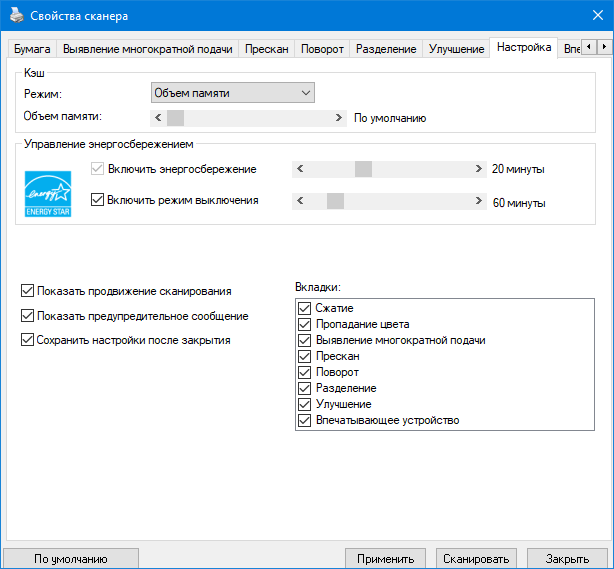 Свойства сканера
Бумага Выявление многократной подачи Прескан Поворот Разделение Улучшение Настройка Впе
Кэш
Режим: Объем памяти
Объем памяти: По умолчанию
Управление энергосбережением
Включить энергосбережение 20 минуты
Включить режим выключения 60 минуты
energy
ENERGY STAR
Показать продвижение сканирования
Показать предупредительное сообщение
Сохранить настройки после закрытия
Вкладки:
Сжатие
Пропадание цвета
Выявление многократной подачи
Прескан
Поворот
Разделение
Улучшение
Впечатывающее устройство
По умолчанию Применить Сканировать Закрыть